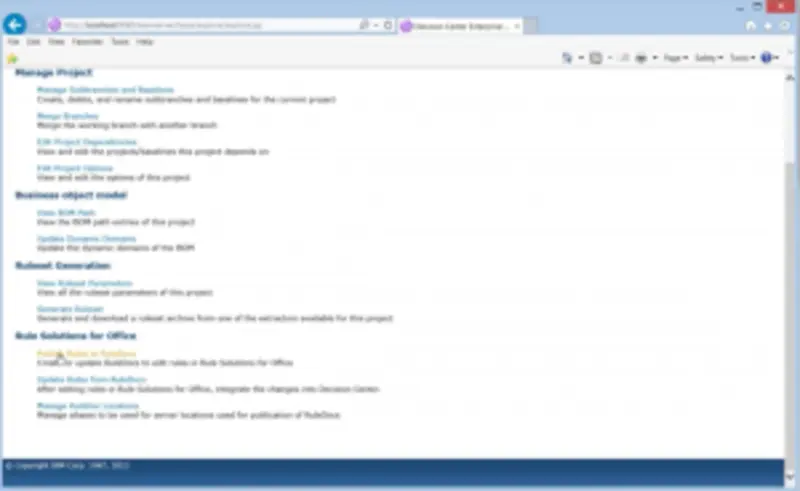 Decision Center Enterprise...
File Edit View Favorites Tools Help
Page Safety Tools
Manage Project
Manage Subbranches and Baselines
Create, delete, and rename subbranches and baselines for the current project
Merge Branches
Merge the working branch with another branch
Edit Project Dependencies
View and edit the projects/baselines this project depends on
Edit Project Options
View and edit the options of this project
Business object model
View BOM Path
View the BOM path entries of this project
Update Dynamic Domains
Update the dynamic domains of the BOM
Ruleset Generation
View Ruleset Parameters
View all the ruleset parameters of this project
Generate Ruleset
Generate and download a ruleset archive from one of the extractors available for this project
Rule Solutions for Office
Publish Rules in RuleDocs
Create or update RuleDocs to edit rules in Rule Solutions for Office
Update Rules from RuleDocs
After editing rules in Rule Solutions for Office, integrate the changes into Decision Center
Manage RuleDoc Locations
Manage aliases to be used for server locations used for publication of RuleDocs
© Copyright IBM Corp. 1987, 2013